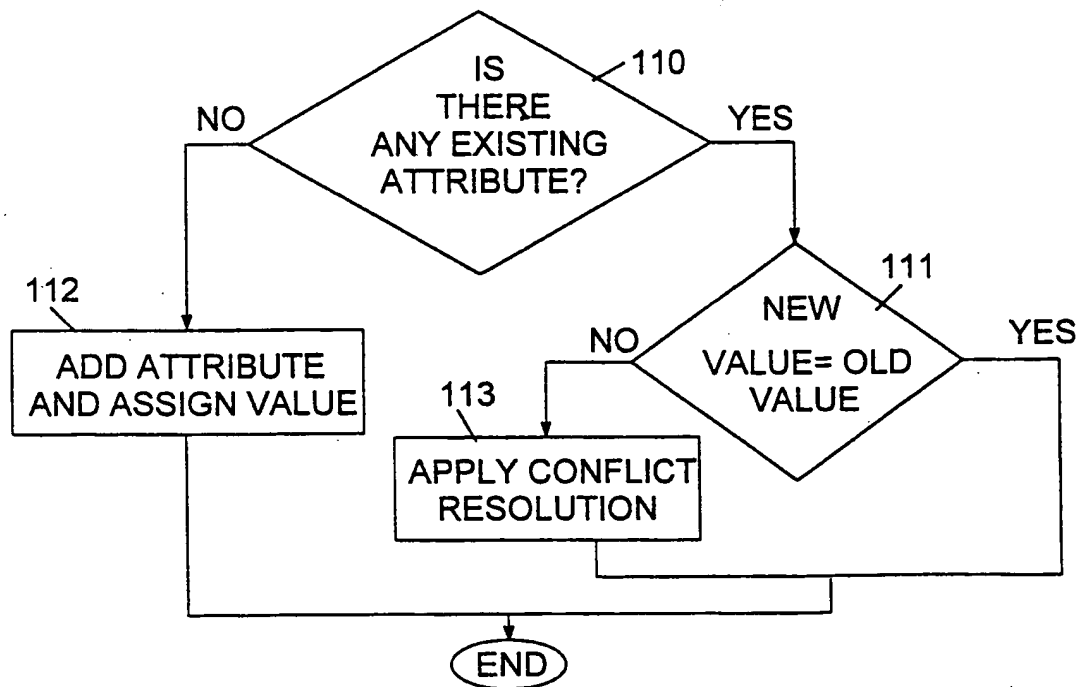 IS
THERE
ANY EXISTING
ATTRIBUTE?
110
NO
YES
112
ADD ATTRIBUTE
AND ASSIGN VALUE
111
NEW
VALUE= OLD
VALUE
NO
YES
113
APPLY CONFLICT
RESOLUTION
END